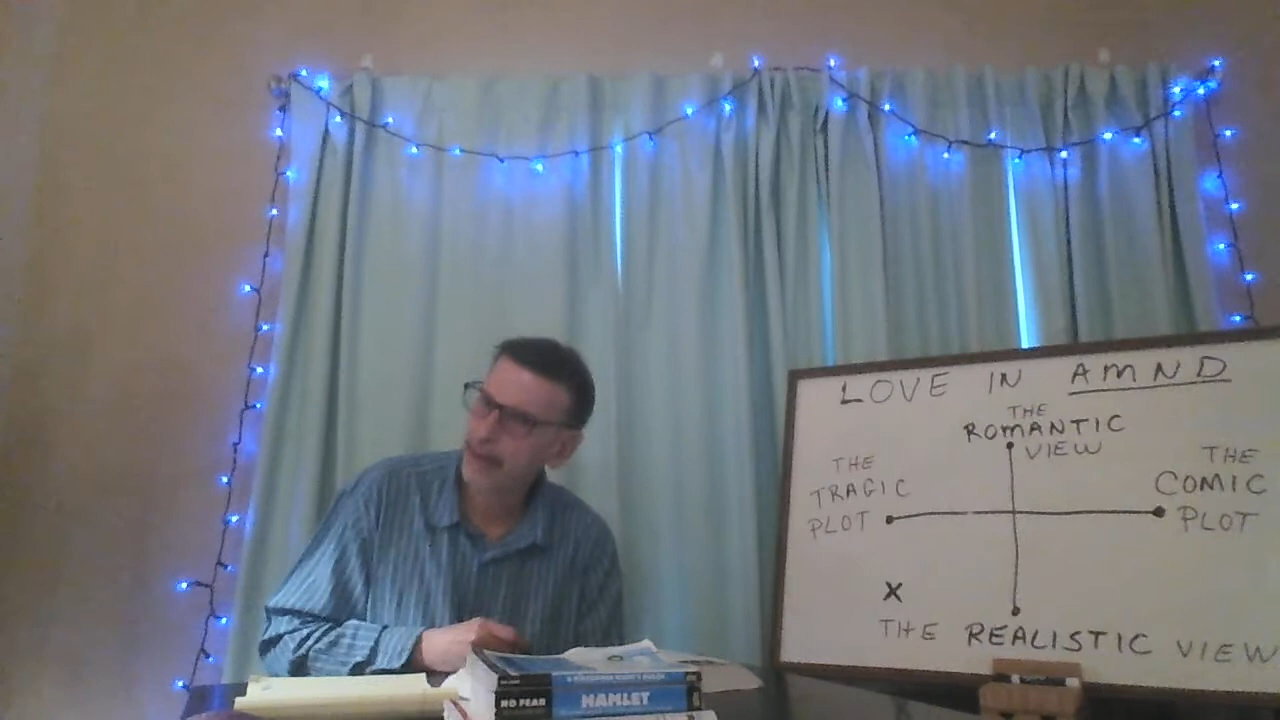 LOVE IN AMND
THE
ROMANTIC
VIEW
THE
TRAGIC
PLOT
THE
COMIC
PLOT
X
THE REALISTIC VIEW
NO FEAR HAMLET